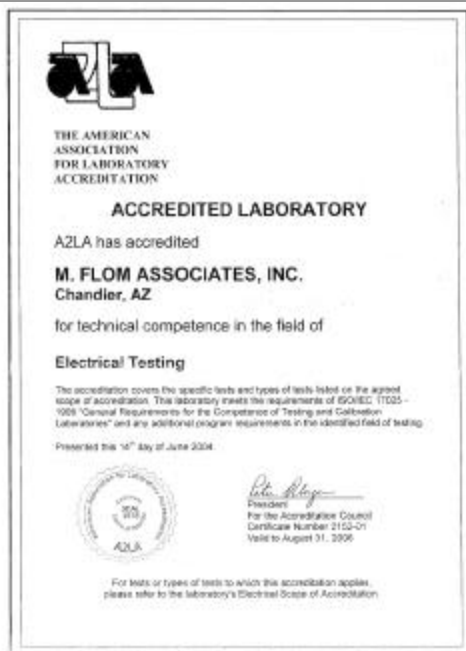 A2LA
THE AMERICAN
ASSOCIATION
FOR LABORATORY
ACCREDITATION
ACCREDITED LABORATORY
A2LA has accredited
M. FLOM ASSOCIATES, INC.
Chandler, AZ
for technical competence in the field of
Electrical Testing
The accreditation covers the specific tests and types of tests listed on the agreed
scope of accreditation. This laboratory meets the requirements of ISO/IEC 17025 -
1999 "General Requirements for the Competence of Testing and Calibration
Laboratories" and any additional program requirements in the identified field of testing.
Presented this 14th day of June 2004.
SEAL
A2LA
President
For the Accreditation Council
Certificate Number 2152-01
Valid to August 31, 2006
For tests or types of tests to which this accreditation applies,
please refer to the laboratory's Electrical Scope of Accreditation